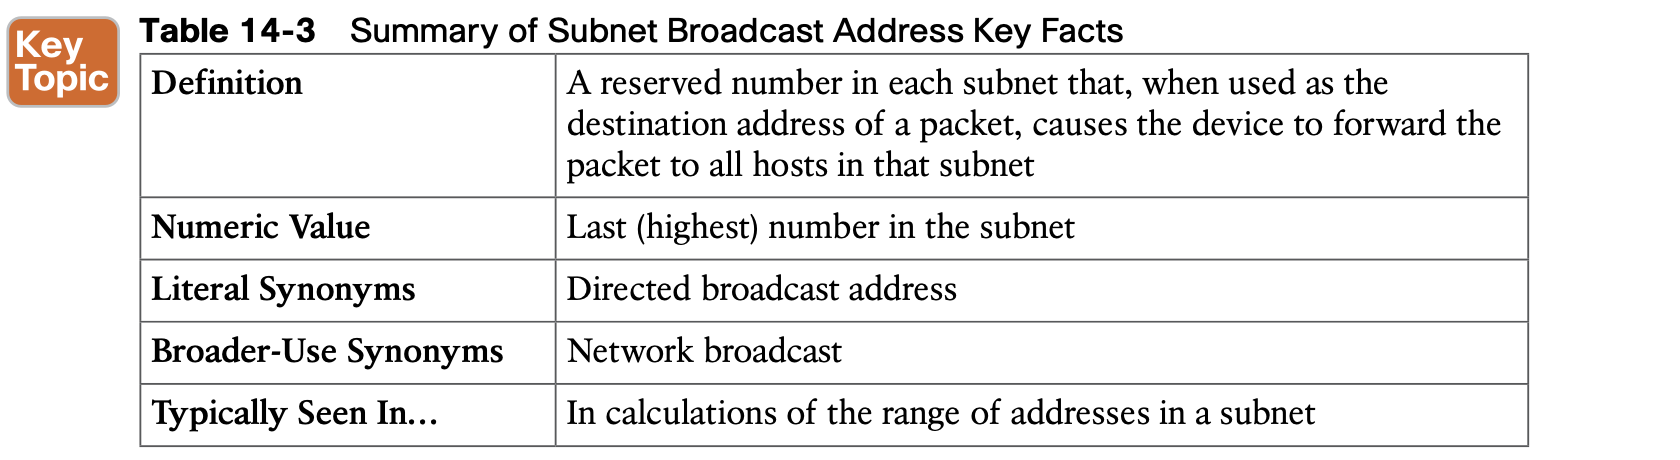 Key
Topic
Table 14-3 Summary of Subnet Broadcast Address Key Facts
Definition
A reserved number in each subnet that, when used as the
destination address of a packet, causes the device to forward the
packet to all hosts in that subnet
Numeric Value
Last (highest) number in the subnet
Literal Synonyms
Directed broadcast address
Broader-Use Synonyms
Network broadcast
Typically Seen In…
In calculations of the range of addresses in a subnet